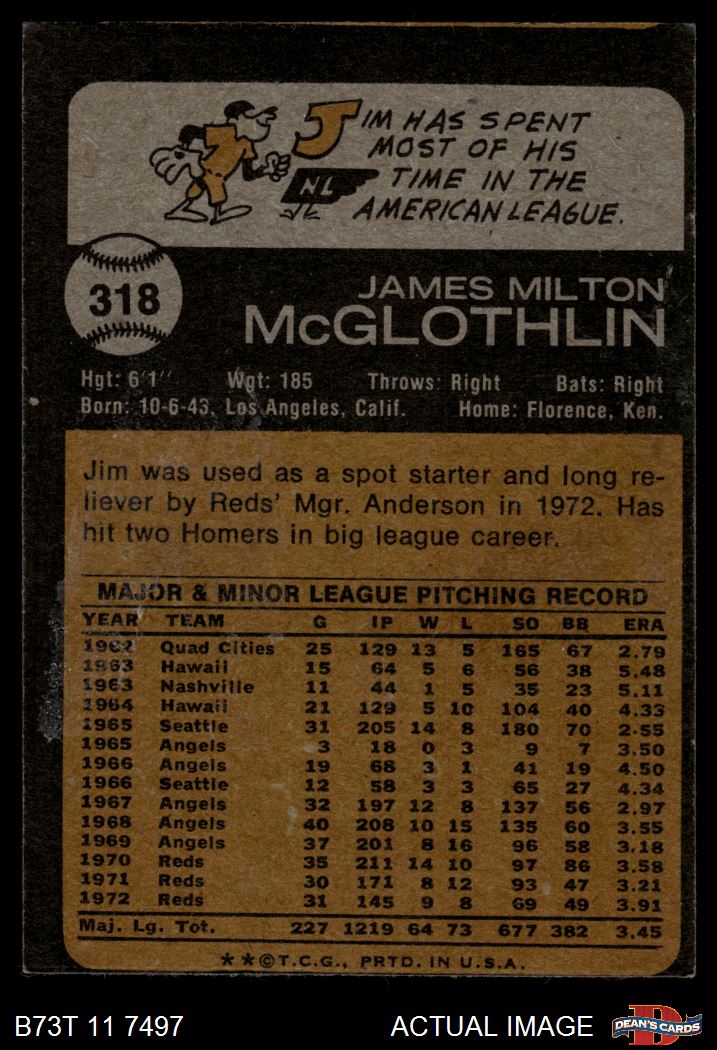 JIM HAS SPENT
MOST OF HIS
NL TIME IN THE
AMERICAN LEAGUE.
318
JAMES MILTON
McGLOTHLIN
Hgt: 6'1" Wgt: 185 Throws: Right Bats: Right
Born: 10-6-43, Los Angeles, Calif. Home: Florence, Ken.
Jim was used as a spot starter and long re-
liever by Reds' Mgr. Anderson in 1972. Has
hit two Homers in big league career.
MAJOR & MINOR LEAGUE PITCHING RECORD
YEAR TEAM G IP W L SO BB ERA
1962 Quad Cities 25 129 13 5 165 67 2.79
1963 Hawaii 15 64 5 6 56 38 5.48
1963 Nashville 11 44 1 5 35 23 5.11
1964 Hawaii 21 129 5 10 104 40 4.33
1965 Seattle 31 205 14 8 180 70 2.55
1965 Angels 3 18 0 3 9 7 3.50
1966 Angels 19 68 3 1 41 19 4.50
1966 Seattle 12 58 3 3 65 27 4.34
1967 Angels 32 197 12 8 137 56 2.97
1968 Angels 40 208 10 15 135 60 3.55
1969 Angels 37 201 8 16 96 58 3.18
1970 Reds 35 211 14 10 97 86 3.58
1971 Reds 30 171 8 12 93 47 3.21
1972 Reds 31 145 9 8 69 49 3.91
Maj. Lg. Tot. 227 1219 64 73 677 382 3.45
**©T.C.G., PRTD. IN U.S.A.
B73T 11 7497 ACTUAL IMAGE DEAN'S CARDS